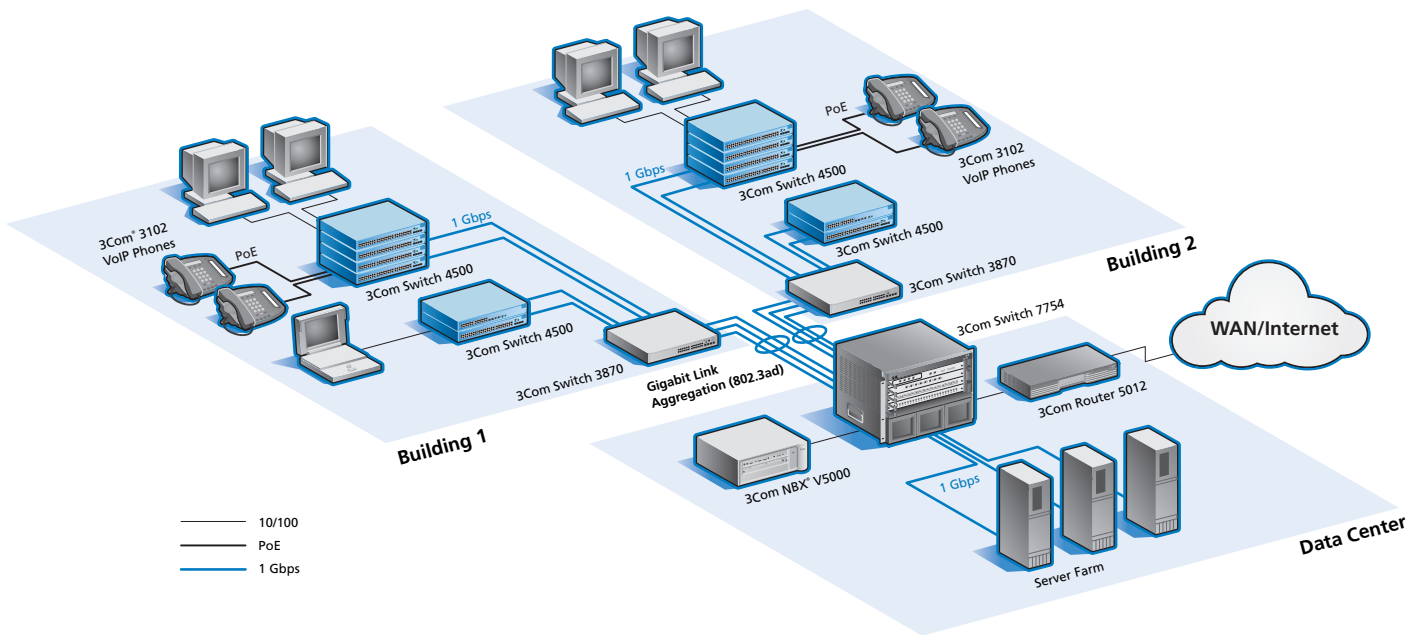 PoE
3Com 3102
VoIP Phones
1 Gbps
3Com Switch 4500
3Com Switch 4500
3Com Switch 3870
Building 2
3Com® 3102
VoIP Phones
PoE
1 Gbps
3Com Switch 4500
3Com Switch 4500
3Com Switch 3870
Building 1
Gigabit Link
Aggregation (802.3ad)
3Com Switch 7754
WAN/Internet
3Com Router 5012
3Com NBX® V5000
1 Gbps
Server Farm
Data Center
10/100
PoE
1 Gbps